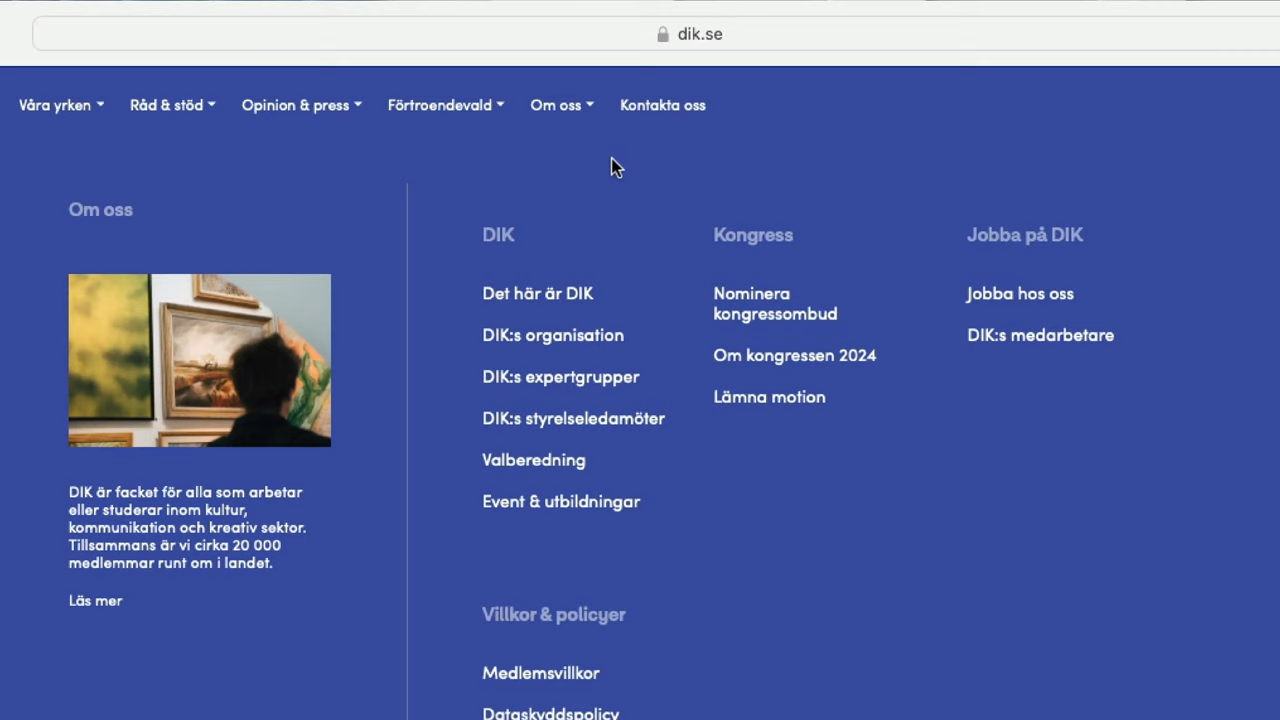 dik.se
Våra yrken
Råd & stöd
Opinion & press
Förtroendevald
Om oss
Kontakta oss
Om oss
DIK är facket för alla som arbetar
eller studerar inom kultur,
kommunikation och kreativ sektor.
Tillsammans är vi cirka 20 000
medlemmar runt om i landet.
Läs mer
DIK
Det här är DIK
DIK:s organisation
DIK:s expertgrupper
DIK:s styrelseledamöter
Valberedning
Event & utbildningar
Kongress
Nominera
kongressombud
Om kongressen 2024
Lämna motion
Jobba på DIK
Jobba hos oss
DIK:s medarbetare
Villkor & policyer
Medlemsvillkor
Dataskyddspolicy